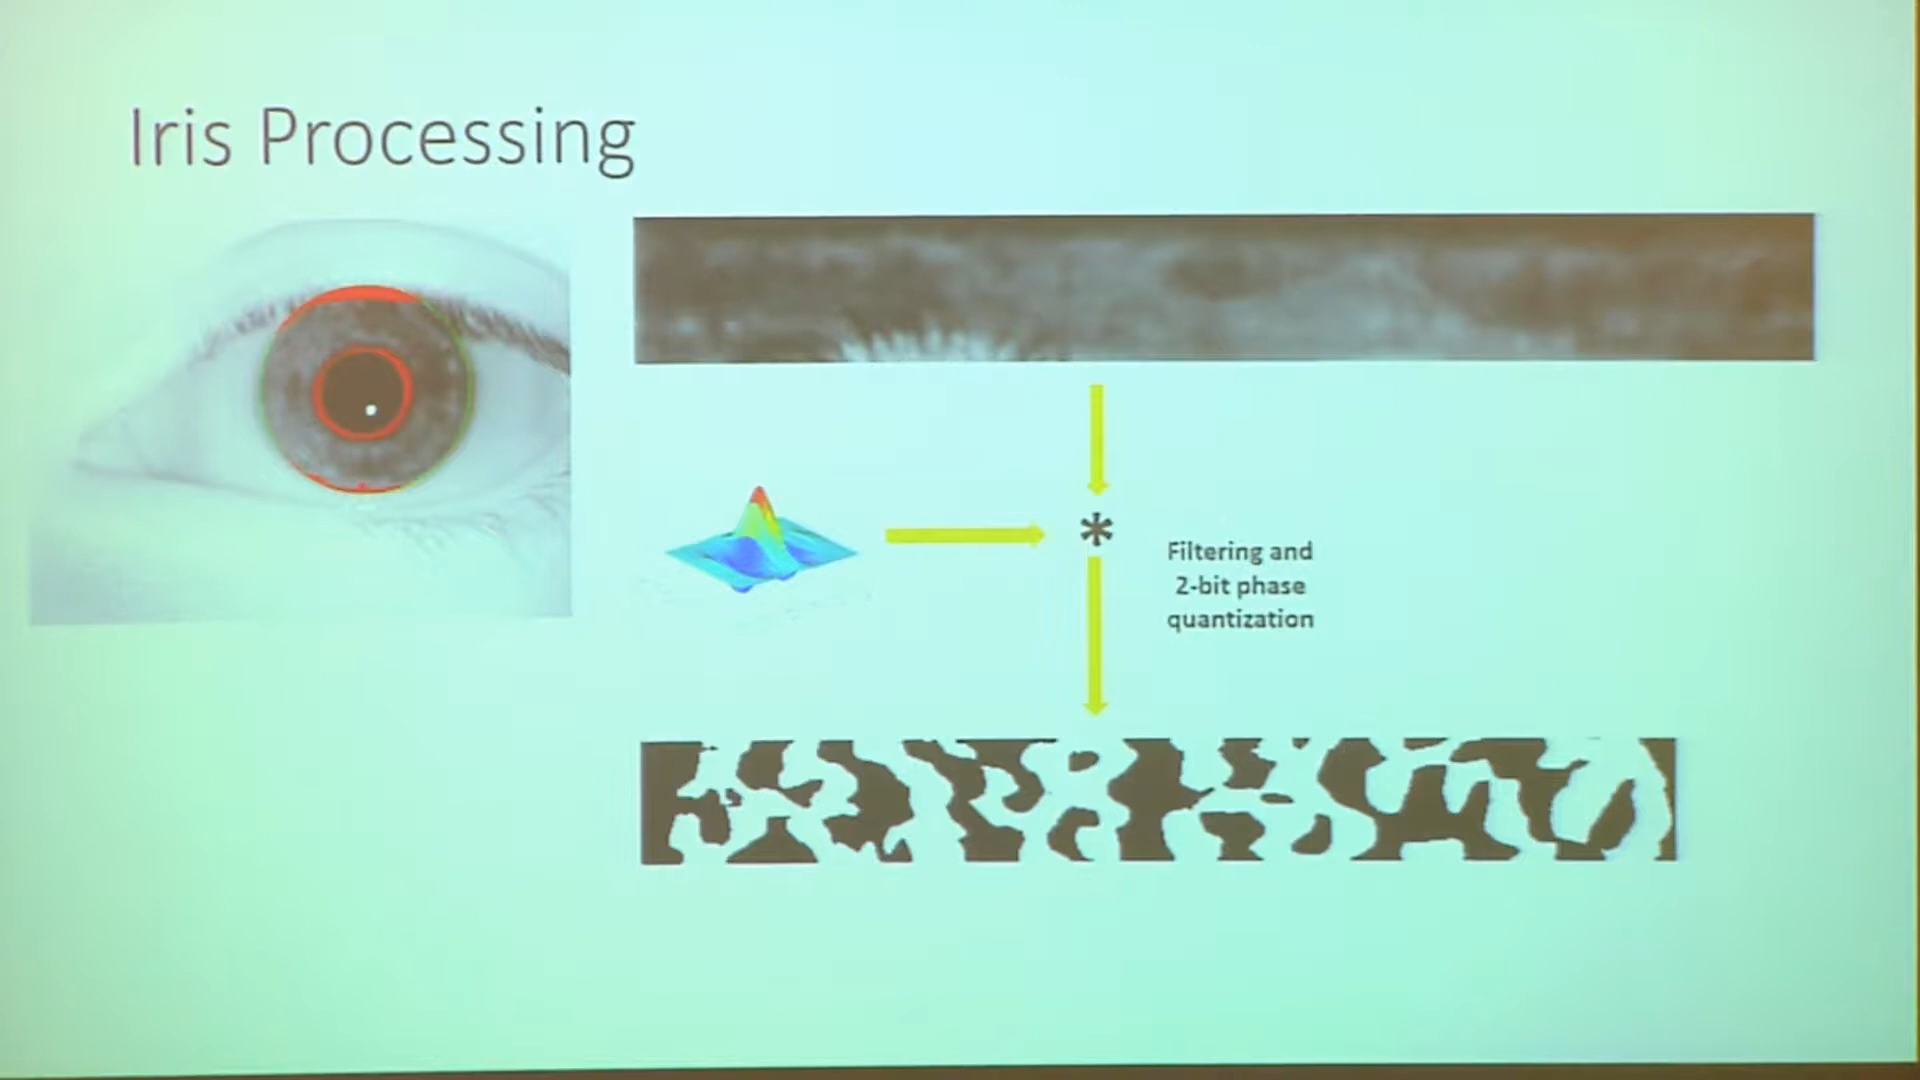 Iris Processing
*
Filtering and
2-bit phase
quantization